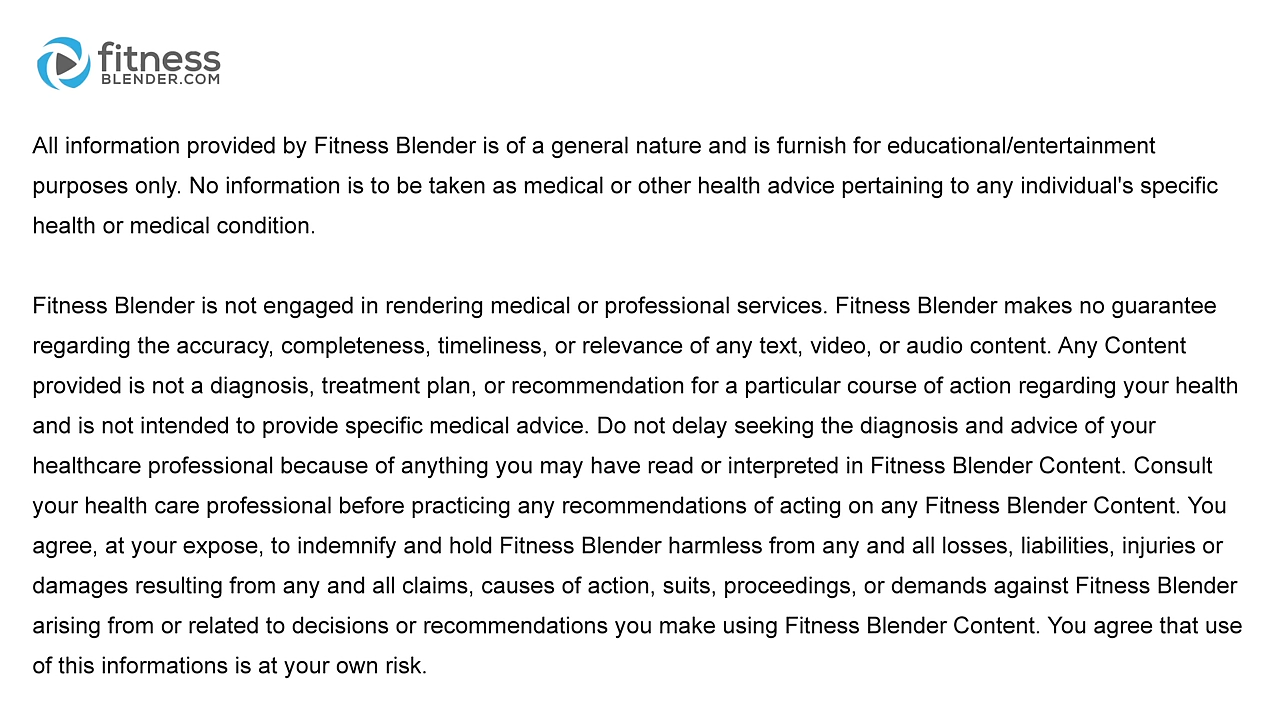 fitness
BLENDER.COM
All information provided by Fitness Blender is of a general nature and is furnish for educational/entertainment
purposes only. No information is to be taken as medical or other health advice pertaining to any individual's specific
health or medical condition.
Fitness Blender is not engaged in rendering medical or professional services. Fitness Blender makes no guarantee
regarding the accuracy, completeness, timeliness, or relevance of any text, video, or audio content. Any Content
provided is not a diagnosis, treatment plan, or recommendation for a particular course of action regarding your health
and is not intended to provide specific medical advice. Do not delay seeking the diagnosis and advice of your
healthcare professional because of anything you may have read or interpreted in Fitness Blender Content. Consult
your health care professional before practicing any recommendations of acting on any Fitness Blender Content. You
agree, at your expose, to indemnify and hold Fitness Blender harmless from any and all losses, liabilities, injuries or
damages resulting from any and all claims, causes of action, suits, proceedings, or demands against Fitness Blender
arising from or related to decisions or recommendations you make using Fitness Blender Content. You agree that use
of this informations is at your own risk.